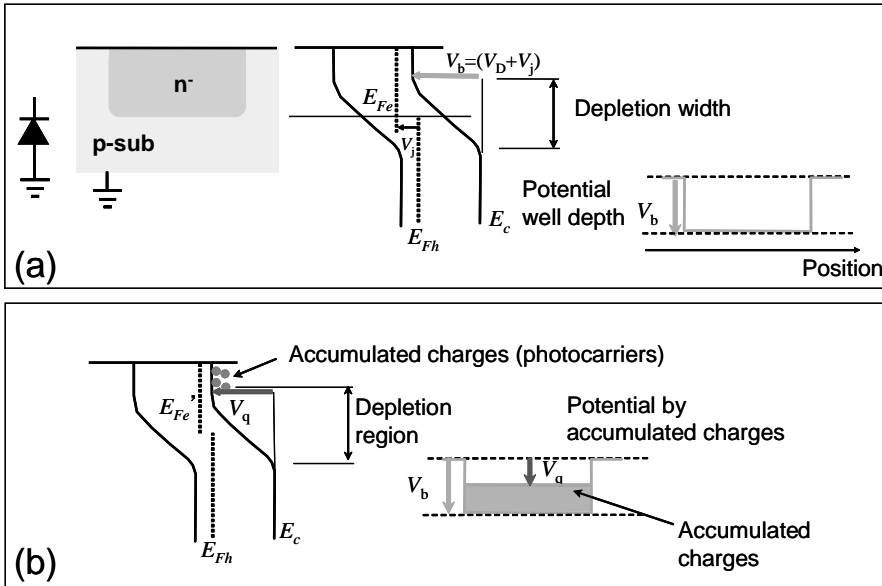 n-
p-sub
V_b=(V_D+V_j)
E_Fe
V_j
Depletion width
E_Fh
E_c
Potential
well depth
V_b
Position
(a)
Accumulated charges (photocarriers)
E_Fe'
V_q
Depletion
region
E_Fh
E_c
Potential by
accumulated charges
V_b
V_q
Accumulated
charges
(b)